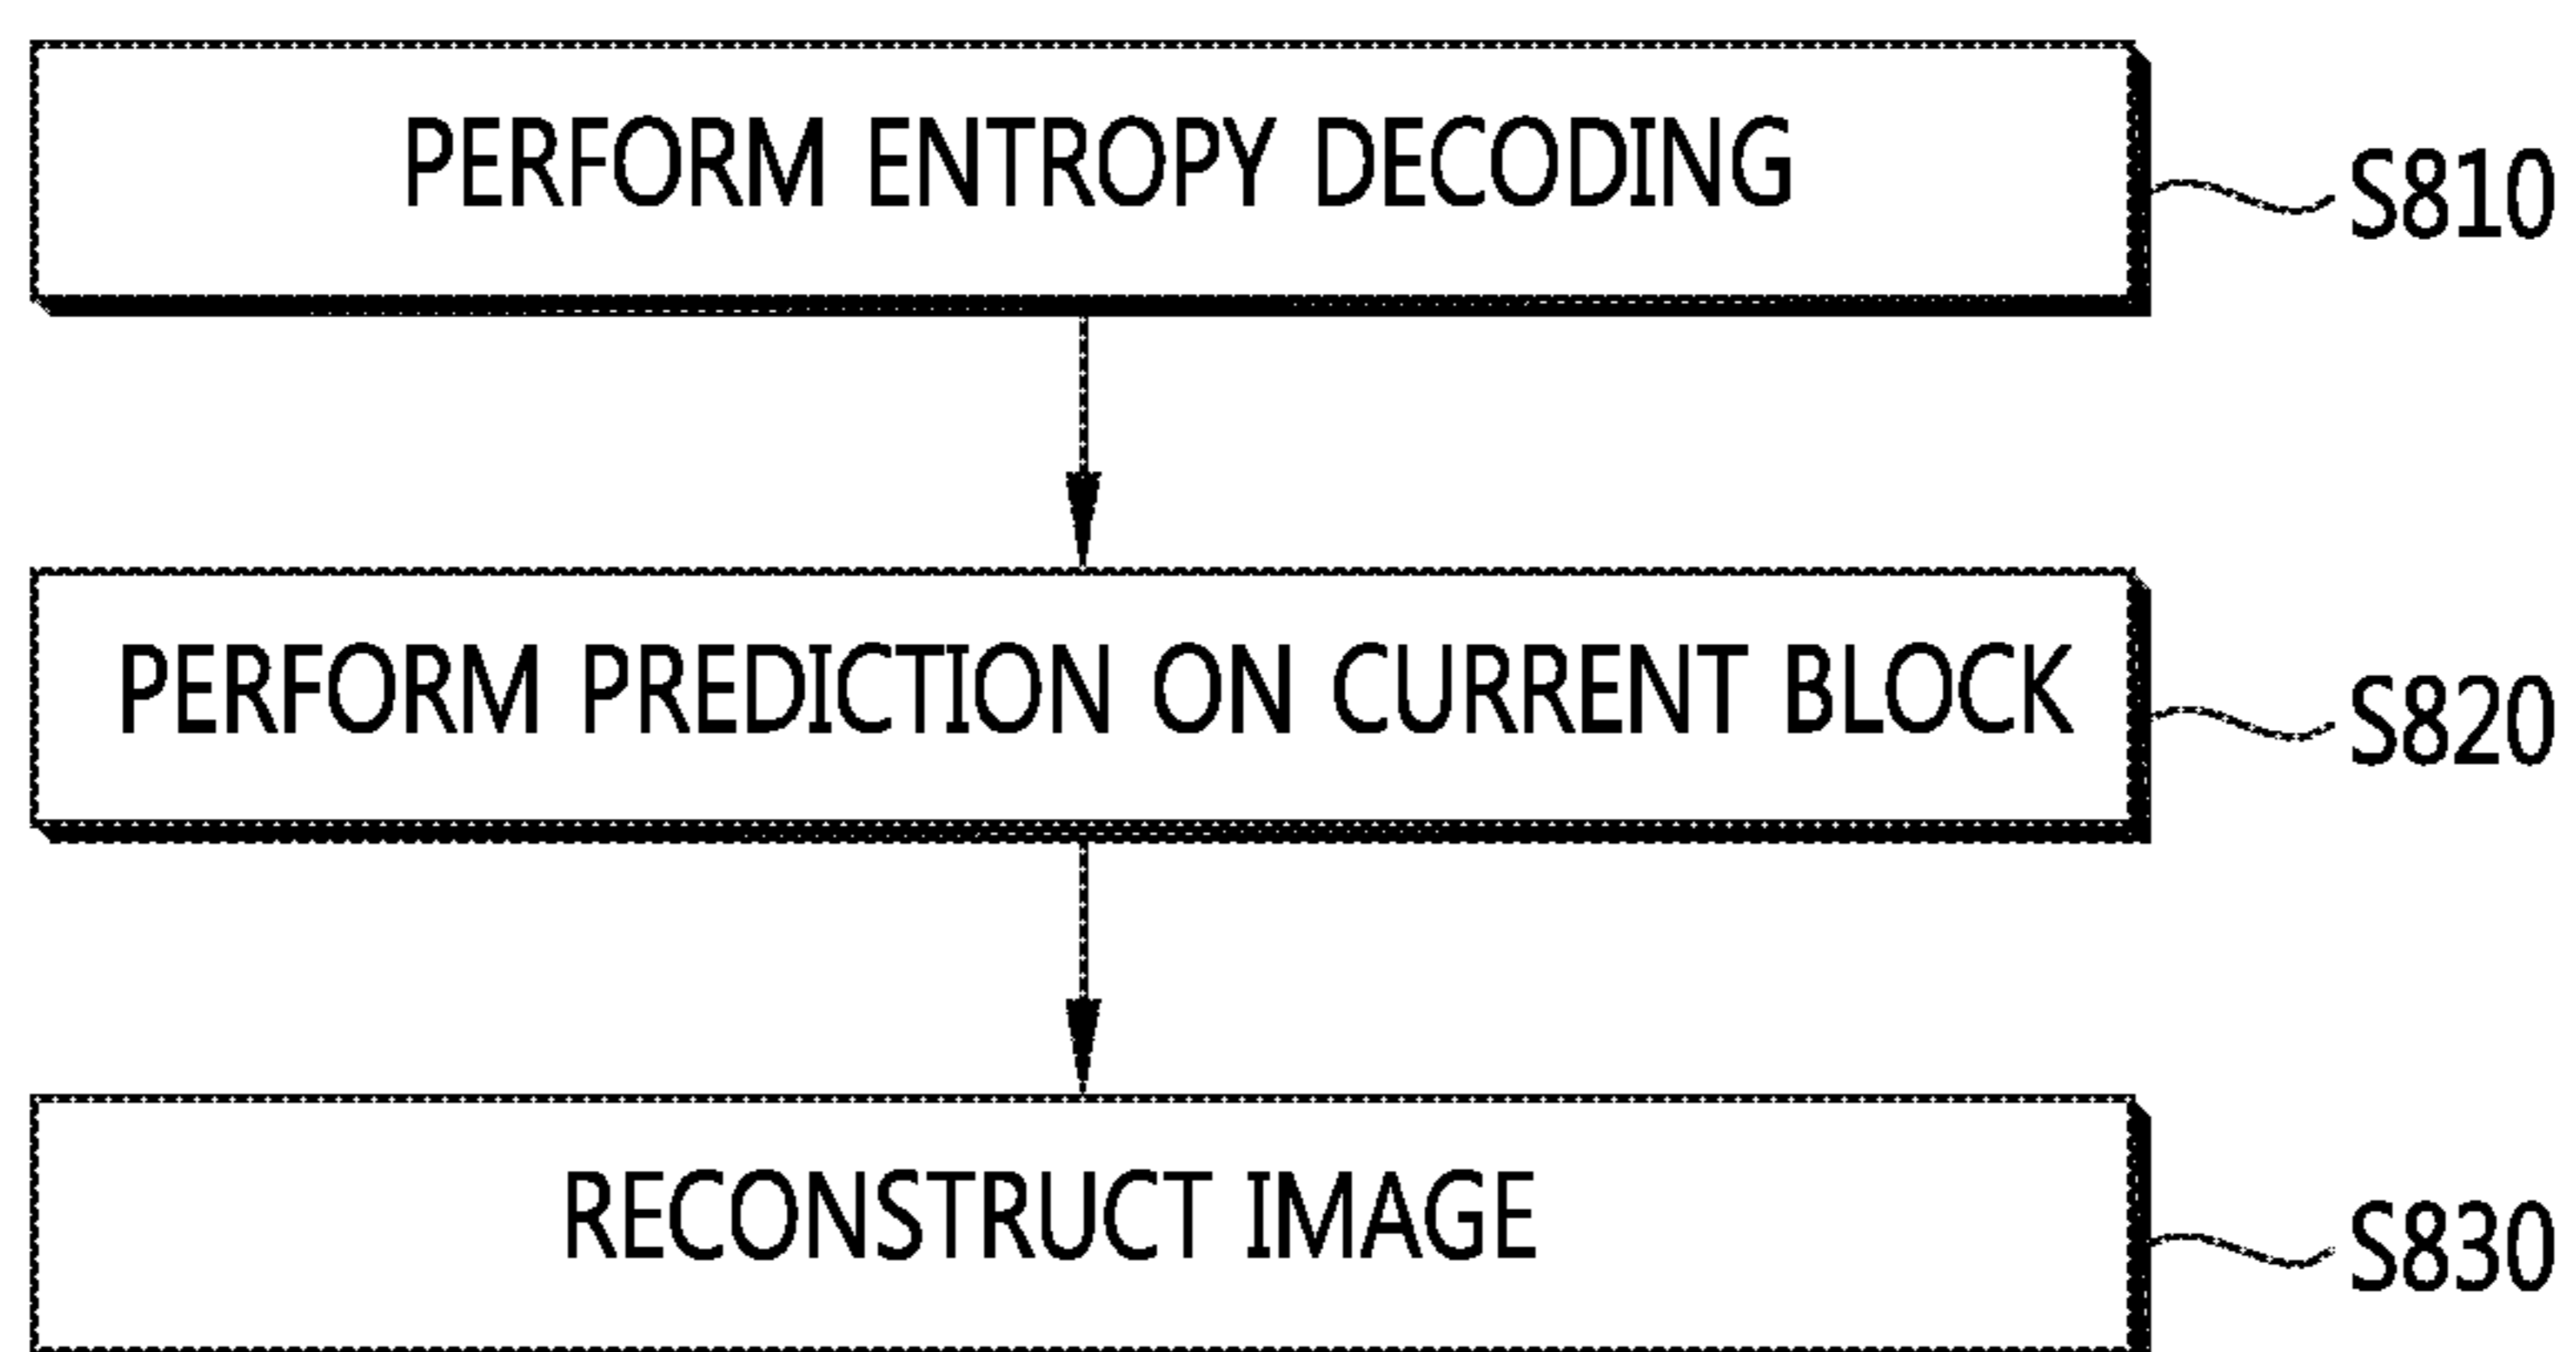 PERFORM ENTROPY DECODING
S810
PERFORM PREDICTION ON CURRENT BLOCK
S820
RECONSTRUCT IMAGE
S830